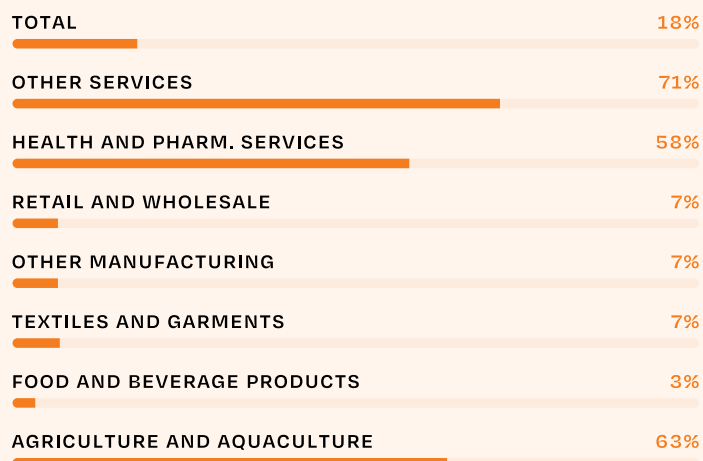 TOTAL 18%
OTHER SERVICES 71%
HEALTH AND PHARM. SERVICES 58%
RETAIL AND WHOLESALE 7%
OTHER MANUFACTURING 7%
TEXTILES AND GARMENTS 7%
FOOD AND BEVERAGE PRODUCTS 3%
AGRICULTURE AND AQUACULTURE 63%